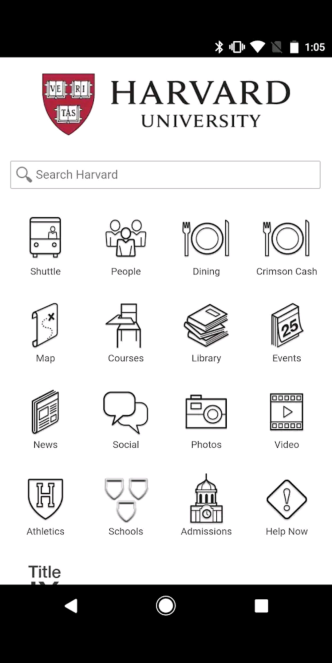 1:05
VE RI
TAS
HARVARD
UNIVERSITY
Search Harvard
Shuttle People Dining Crimson Cash
Map Courses Library 25 Events
News Social Photos Video
H
Athletics Schools Admissions Help Now
Title
IX